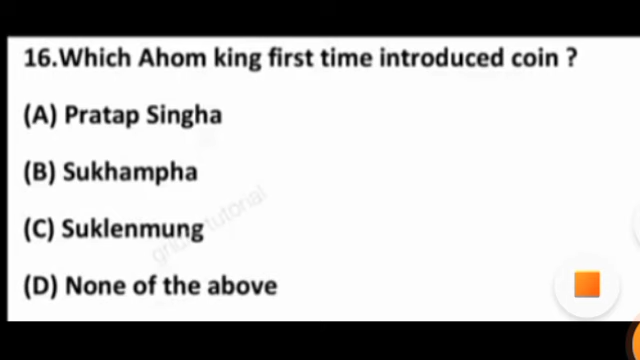 16.Which Ahom king first time introduced coin ?
(A) Pratap Singha
(B) Sukhampha
(C) Suklenmung
(D) None of the above